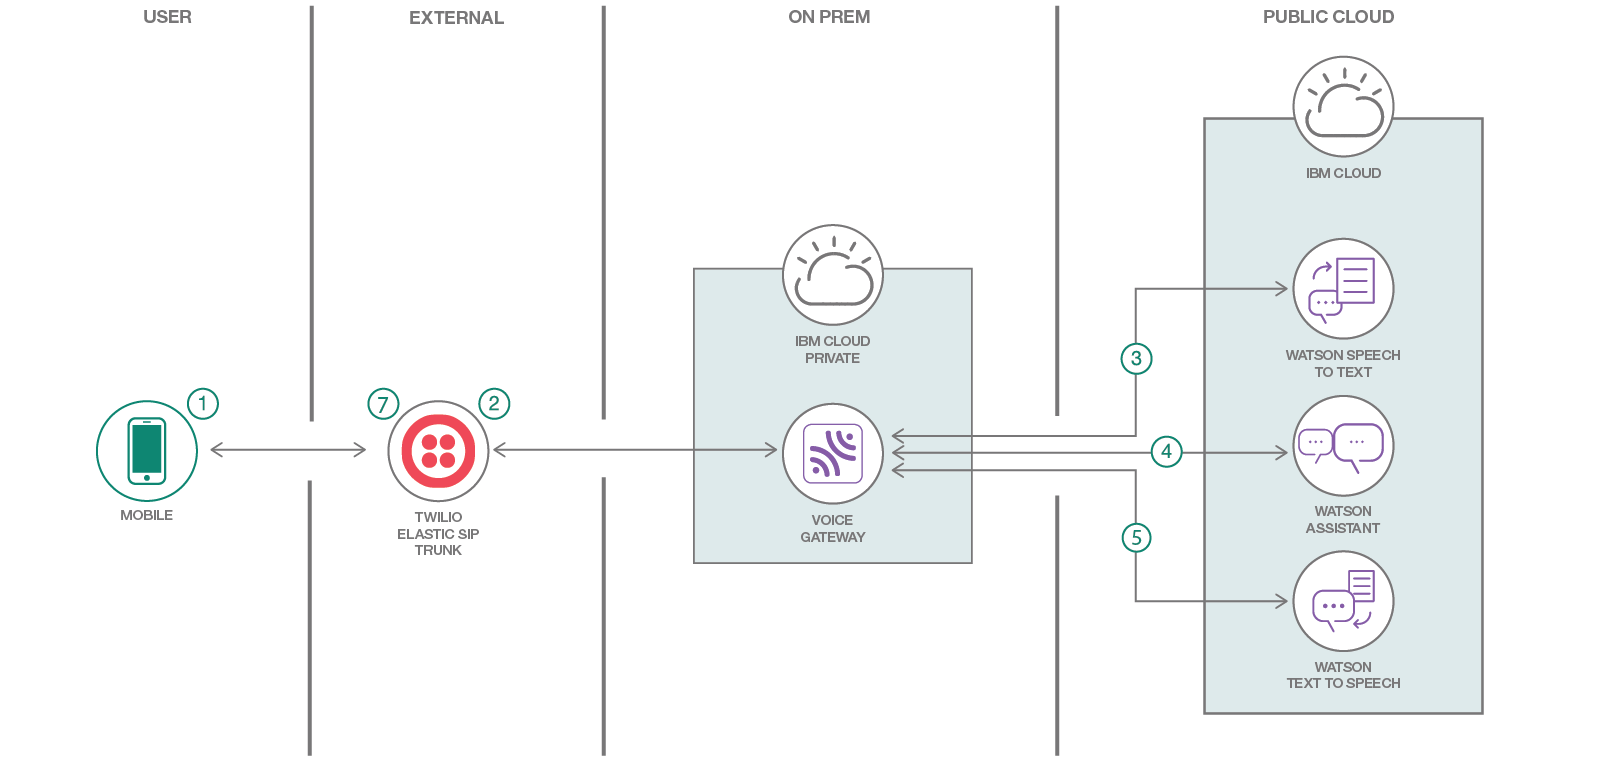 USER
EXTERNAL
ON PREM
PUBLIC CLOUD
IBM CLOUD
IBM CLOUD
PRIVATE
WATSON SPEECH
TO TEXT
3
1
7
2
4
MOBILE
TWILIO
ELASTIC SIP
TRUNK
VOICE
GATEWAY
WATSON
ASSISTANT
5
WATSON
TEXT TO SPEECH